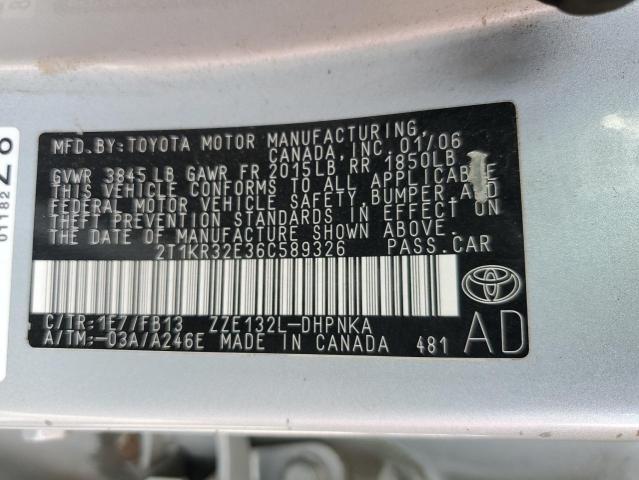 MFD.BY:TOYOTA MOTOR MANUFACTURING,
CANADA, INC.01/06
GVWR 3845LB GAWR FR 2015LB RR 1850LB
THIS VEHICLE CONFORMS TO ALL APPLICABLE
FEDERAL MOTOR VEHICLE SAFETY, BUMPER AND
THEFT PREVENTION STANDARDS IN EFFECT ON
THE DATE OF MANUFACTURE SHOWN ABOVE.
2T1KR32E36C589326 PASS.CAR
C/TR:1E7/FB13 ZZE132L-DHPNKA
A/TM:-03A/A246E MADE IN CANADA 481
AD
01182